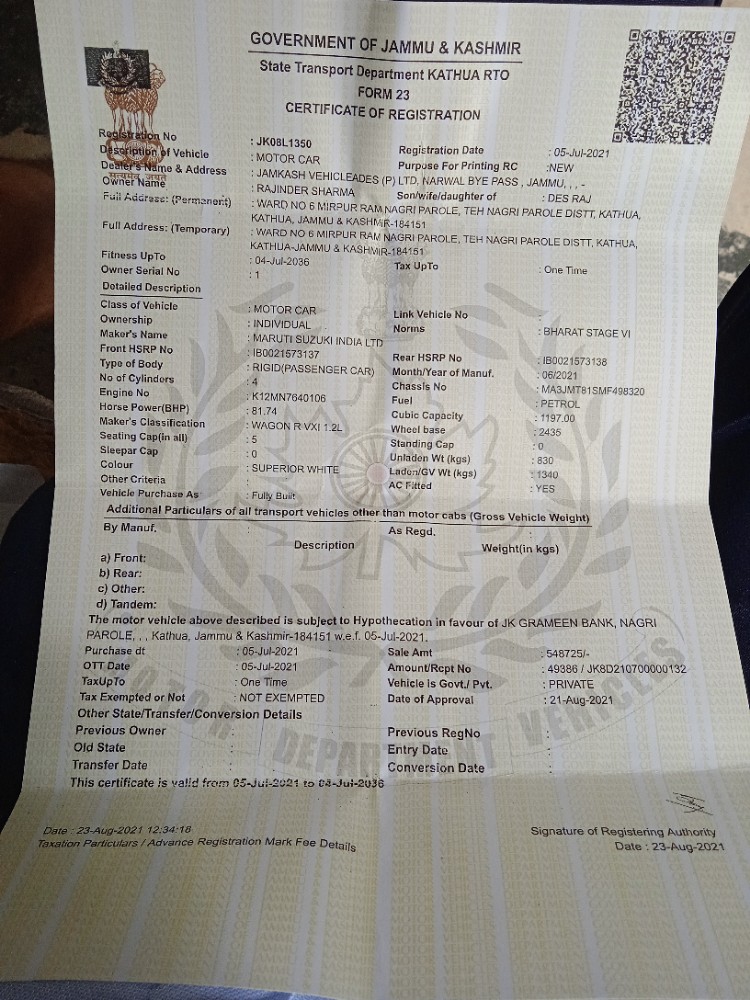 GOVERNMENT OF JAMMU & KASHMIR
State Transport Department KATHUA RTO
FORM 23
CERTIFICATE OF REGISTRATION
सत्यमेव जयते
Registration No : JK08L1350 Registration Date : 05-Jul-2021
Description of Vehicle : MOTOR CAR Purpose For Printing RC :NEW
Dealer's Name & Address : JAMKASH VEHICLEADES (P) LTD, NARWAL BYE PASS , JAMMU, , , -
Owner Name : RAJINDER SHARMA Son/wife/daughter of : DES RAJ
Full Address: (Permanent) : WARD NO 6 MIRPUR RAM NAGRI PAROLE, TEH NAGRI PAROLE DISTT, KATHUA,
KATHUA, JAMMU & KASHMIR-184151
Full Address: (Temporary) : WARD NO 6 MIRPUR RAM NAGRI PAROLE, TEH NAGRI PAROLE DISTT, KATHUA,
KATHUA-JAMMU & KASHMIR-184151
Fitness UpTo : 04-Jul-2036 Tax UpTo : One Time
Owner Serial No : 1
Detailed Description
Class of Vehicle : MOTOR CAR Link Vehicle No :
Ownership : INDIVIDUAL Norms : BHARAT STAGE VI
Maker's Name : MARUTI SUZUKI INDIA LTD
Front HSRP No : IB0021573137 Rear HSRP No : IB0021573138
Type of Body : RIGID(PASSENGER CAR) Month/Year of Manuf. : 06/2021
No of Cylinders : 4 Chassis No : MA3JMT81SMF498320
Engine No : K12MN7640106 Fuel : PETROL
Horse Power(BHP) : 81.74 Cubic Capacity : 1197.00
Maker's Classification : WAGON R VXI 1.2L Wheel base : 2435
Seating Cap(in all) : 5 Standing Cap : 0
Sleepar Cap : 0 Unladen Wt (kgs) : 830
Colour : SUPERIOR WHITE Laden/GV Wt (kgs) : 1340
Other Criteria : AC Fitted : YES
Vehicle Purchase As : Fully Built
Additional Particulars of all transport vehicles other than motor cabs (Gross Vehicle Weight)
By Manuf. : As Regd. :
Description Weight(in kgs)
a) Front:
b) Rear:
c) Other:
d) Tandem:
The motor vehicle above described is subject to Hypothecation in favour of JK GRAMEEN BANK, NAGRI
PAROLE, , , Kathua, Jammu & Kashmir-184151 w.e.f. 05-Jul-2021.
Purchase dt : 05-Jul-2021 Sale Amt : 548725/-
OTT Date : 05-Jul-2021 Amount/Rcpt No : 49386 / JK8D210700000132
TaxUpTo : One Time Vehicle is Govt./ Pvt. : PRIVATE
Tax Exempted or Not : NOT EXEMPTED Date of Approval : 21-Aug-2021
Other State/Transfer/Conversion Details
Previous Owner : Previous RegNo :
Old State : Entry Date :
Transfer Date : Conversion Date :
This certificate is valid from 05-Jul-2021 to 04-Jul-2036
Date : 23-Aug-2021 12:34:18 Signature of Registering Authority
Taxation Particulars / Advance Registration Mark Fee Details Date : 23-Aug-2021